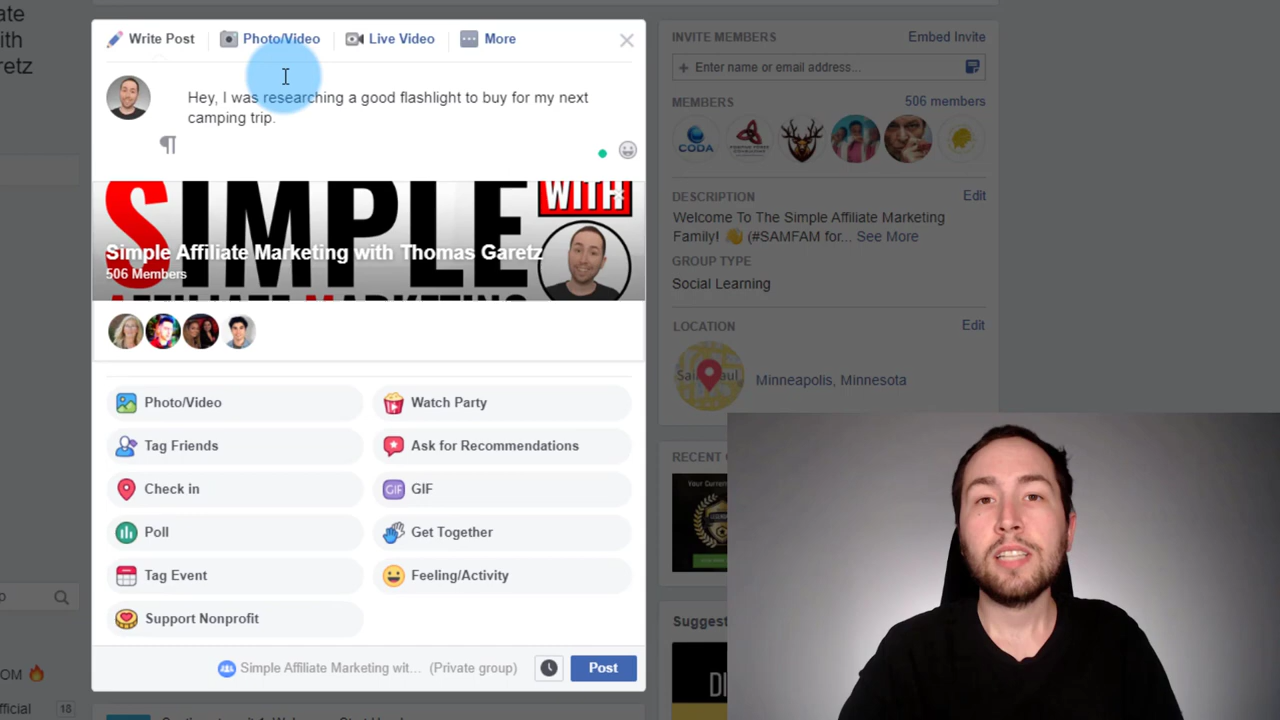 ate
ith
retz
Write Post
Photo/Video
Live Video
More
Hey, I was researching a good flashlight to buy for my next
camping trip.
SIMPLE
WITH
Simple Affiliate Marketing with Thomas Garetz
506 Members
Photo/Video
Watch Party
Tag Friends
Ask for Recommendations
Check in
GIF
GIF
Poll
Get Together
Tag Event
Feeling/Activity
Support Nonprofit
Simple Affiliate Marketing wit... (Private group)
Post
INVITE MEMBERS
Embed Invite
+ Enter name or email address...
MEMBERS
506 members
CODA
DESCRIPTION
Edit
Welcome To The Simple Affiliate Marketing
Family! 👋 (#SAMFAM for... See More
GROUP TYPE
Social Learning
LOCATION
Edit
Minneapolis, Minnesota
RECENT
Your Current
Suggest
DI
p
OM 🔥
fficial
18